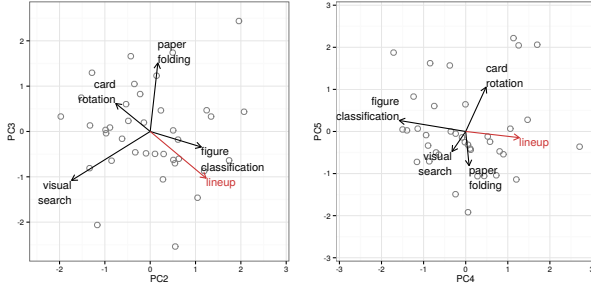 paper
folding
card
rotation
figure
classification
lineup
visual
search
PC3
2
1
0
-1
-2
-2
-1
0
1
2
3
PC2
card
rotation
figure
classification
lineup
visual
search
paper
folding
PC5
3
2
1
0
-1
-2
-3
-3
-2
-1
0
1
2
3
PC4